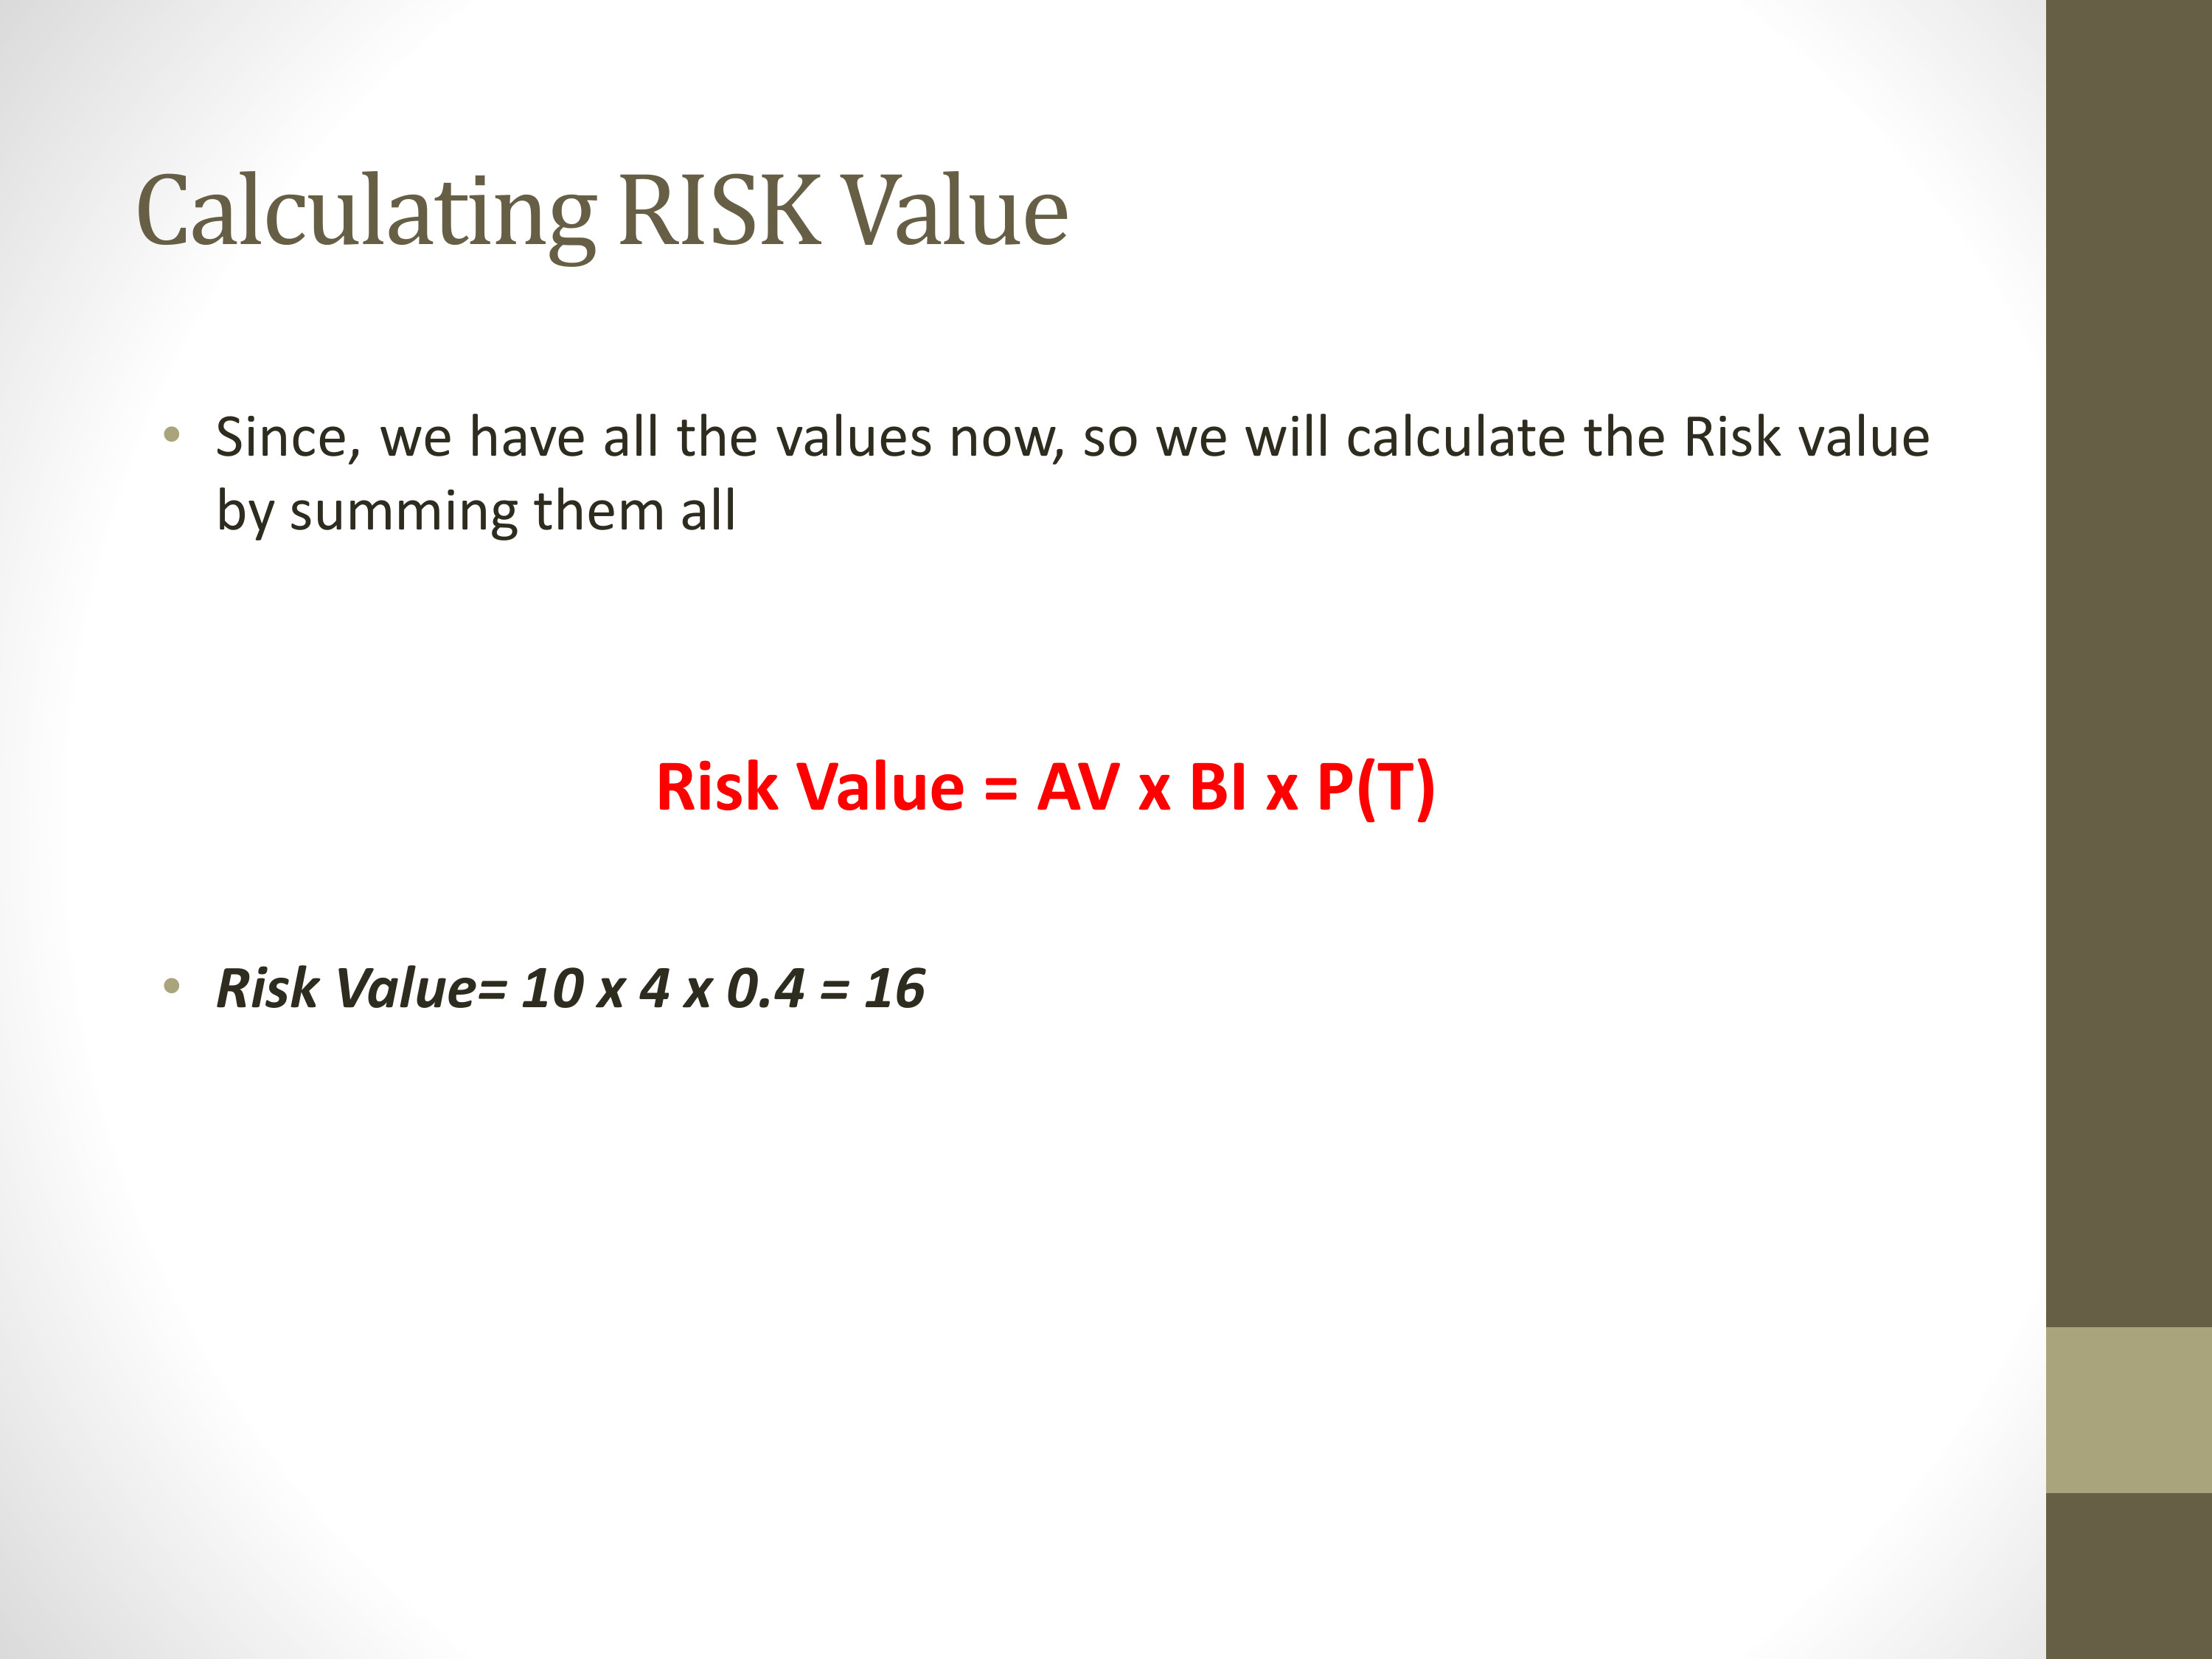 Calculating RISK Value
• Since, we have all the values now, so we will calculate the Risk value
by summing them all
Risk Value = AV x BI x P(T)
• Risk Value= 10 x 4 x 0.4 = 16